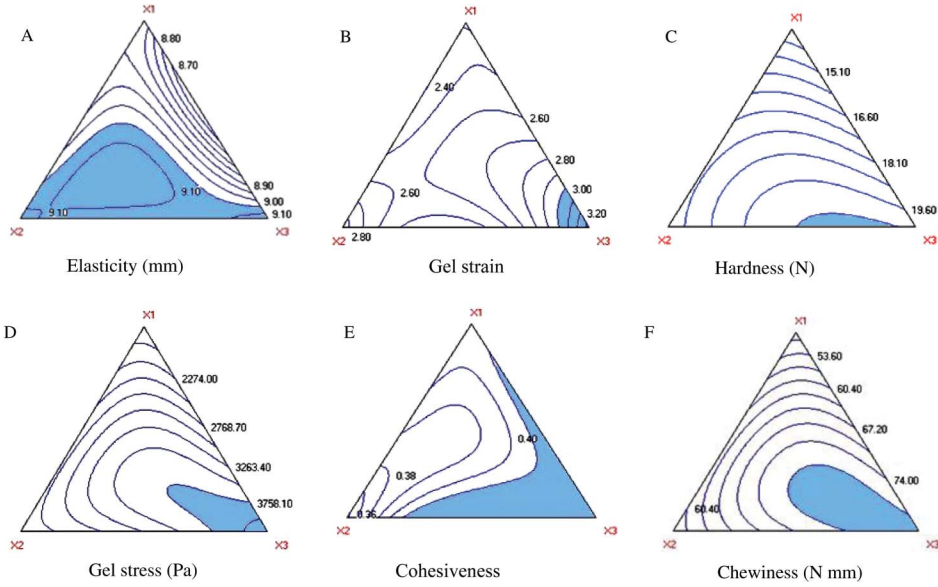 A
X1
8.80
8.70
9.10
8.90
9.00
9.10
9.10
X2
X3
Elasticity (mm)
B
X1
2.40
2.60
2.80
2.60
3.00
3.20
X2
2.80
X3
Gel strain
C
X1
15.10
16.60
18.10
19.60
X2
X3
Hardness (N)
D
X1
2274.00
2768.70
3263.40
3758.10
X2
X3
Gel stress (Pa)
E
X1
0.40
0.38
0.36
X2
X3
Cohesiveness
F
X1
53.60
60.40
67.20
74.00
60.40
X2
X3
Chewiness (N mm)